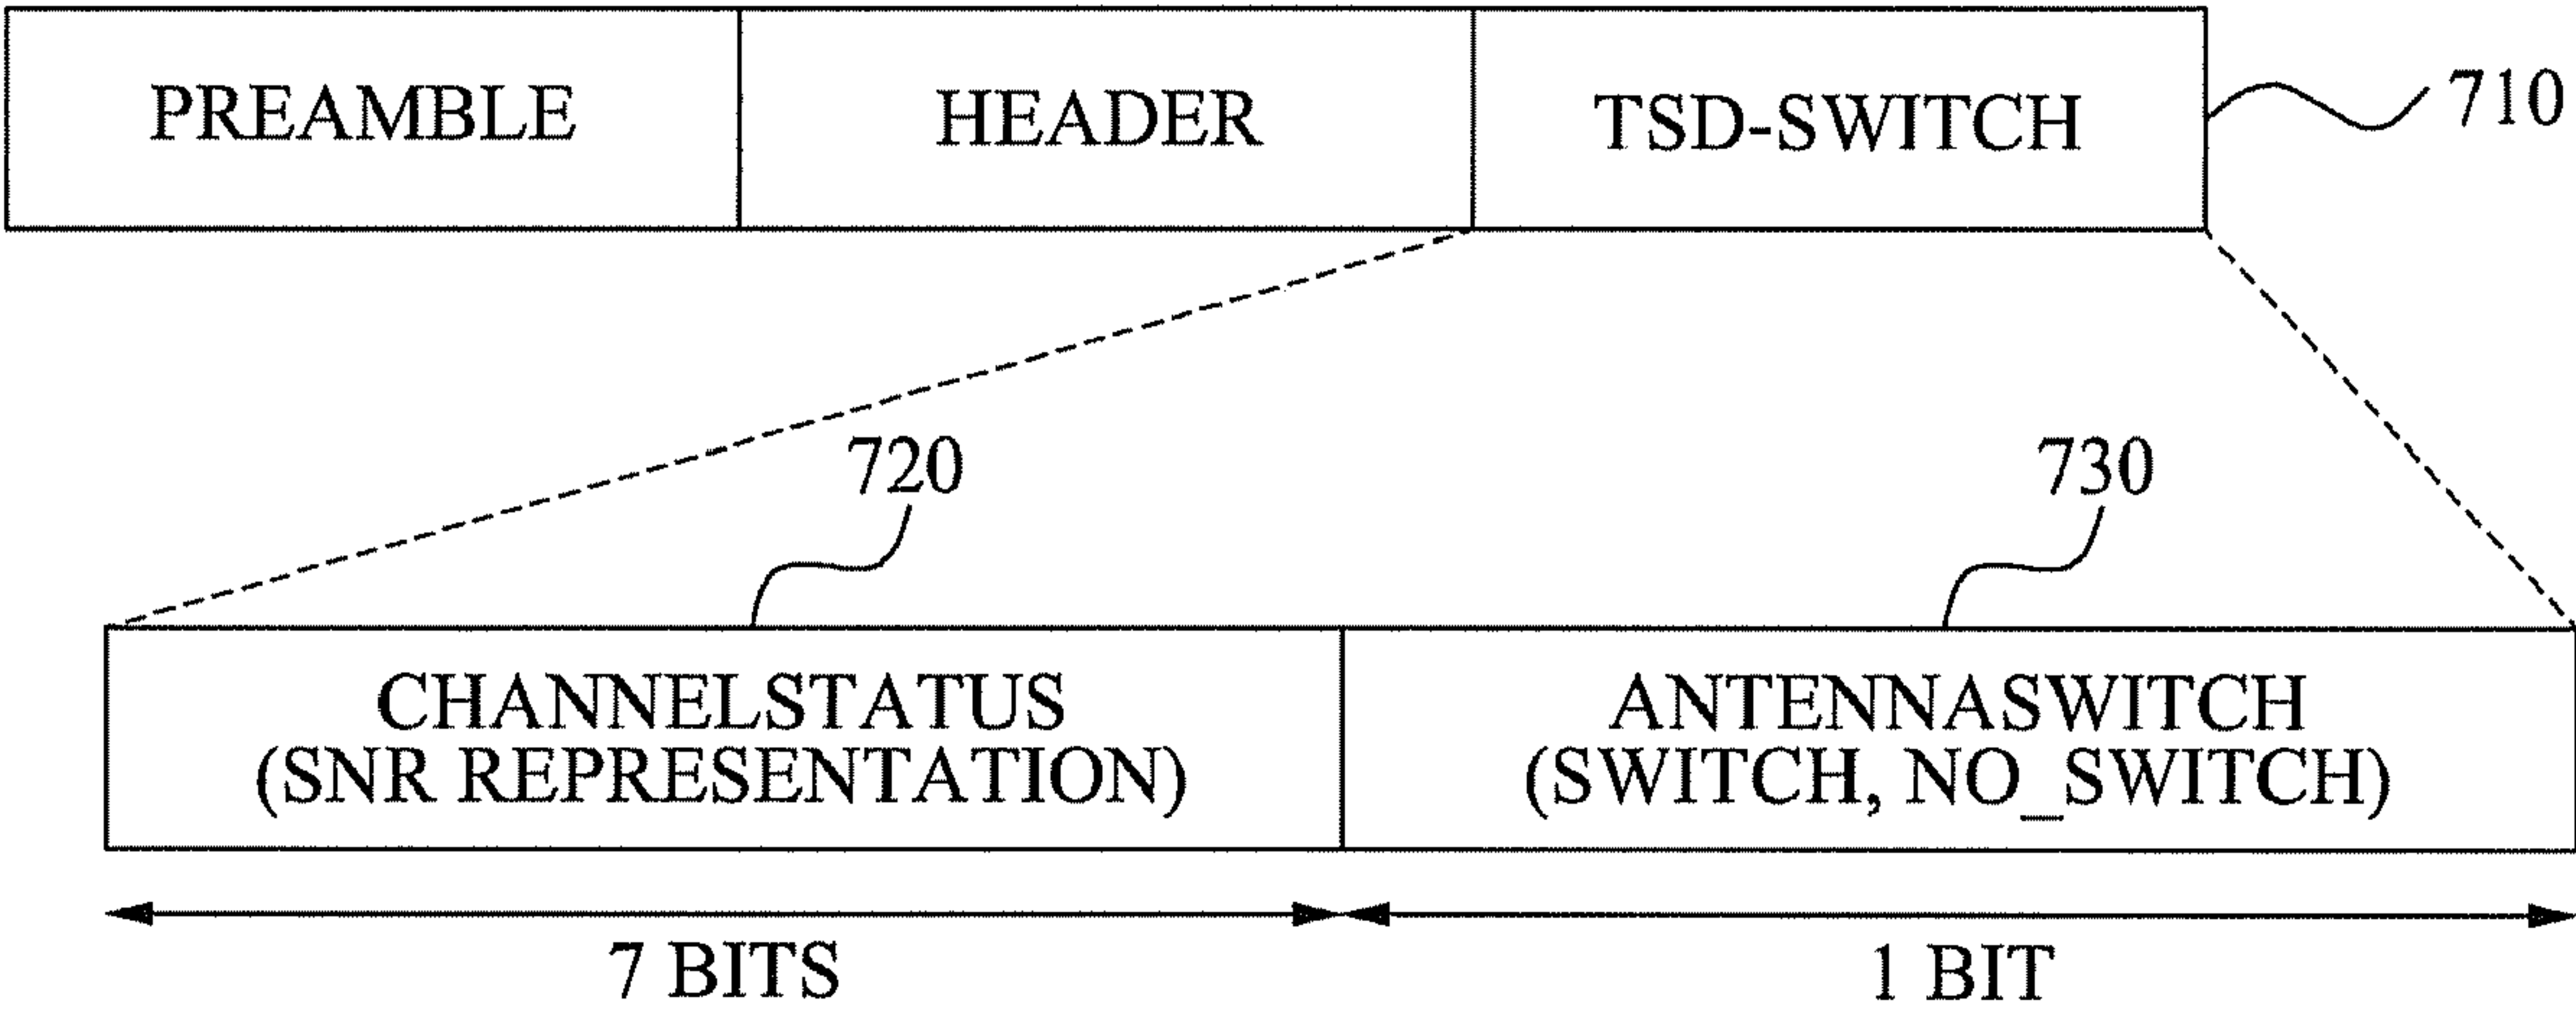 PREAMBLE HEADER TSD-SWITCH 710
720 730
CHANNELSTATUS
(SNR REPRESENTATION)
ANTENNASWITCH
(SWITCH, NO_SWITCH)
7 BITS 1 BIT